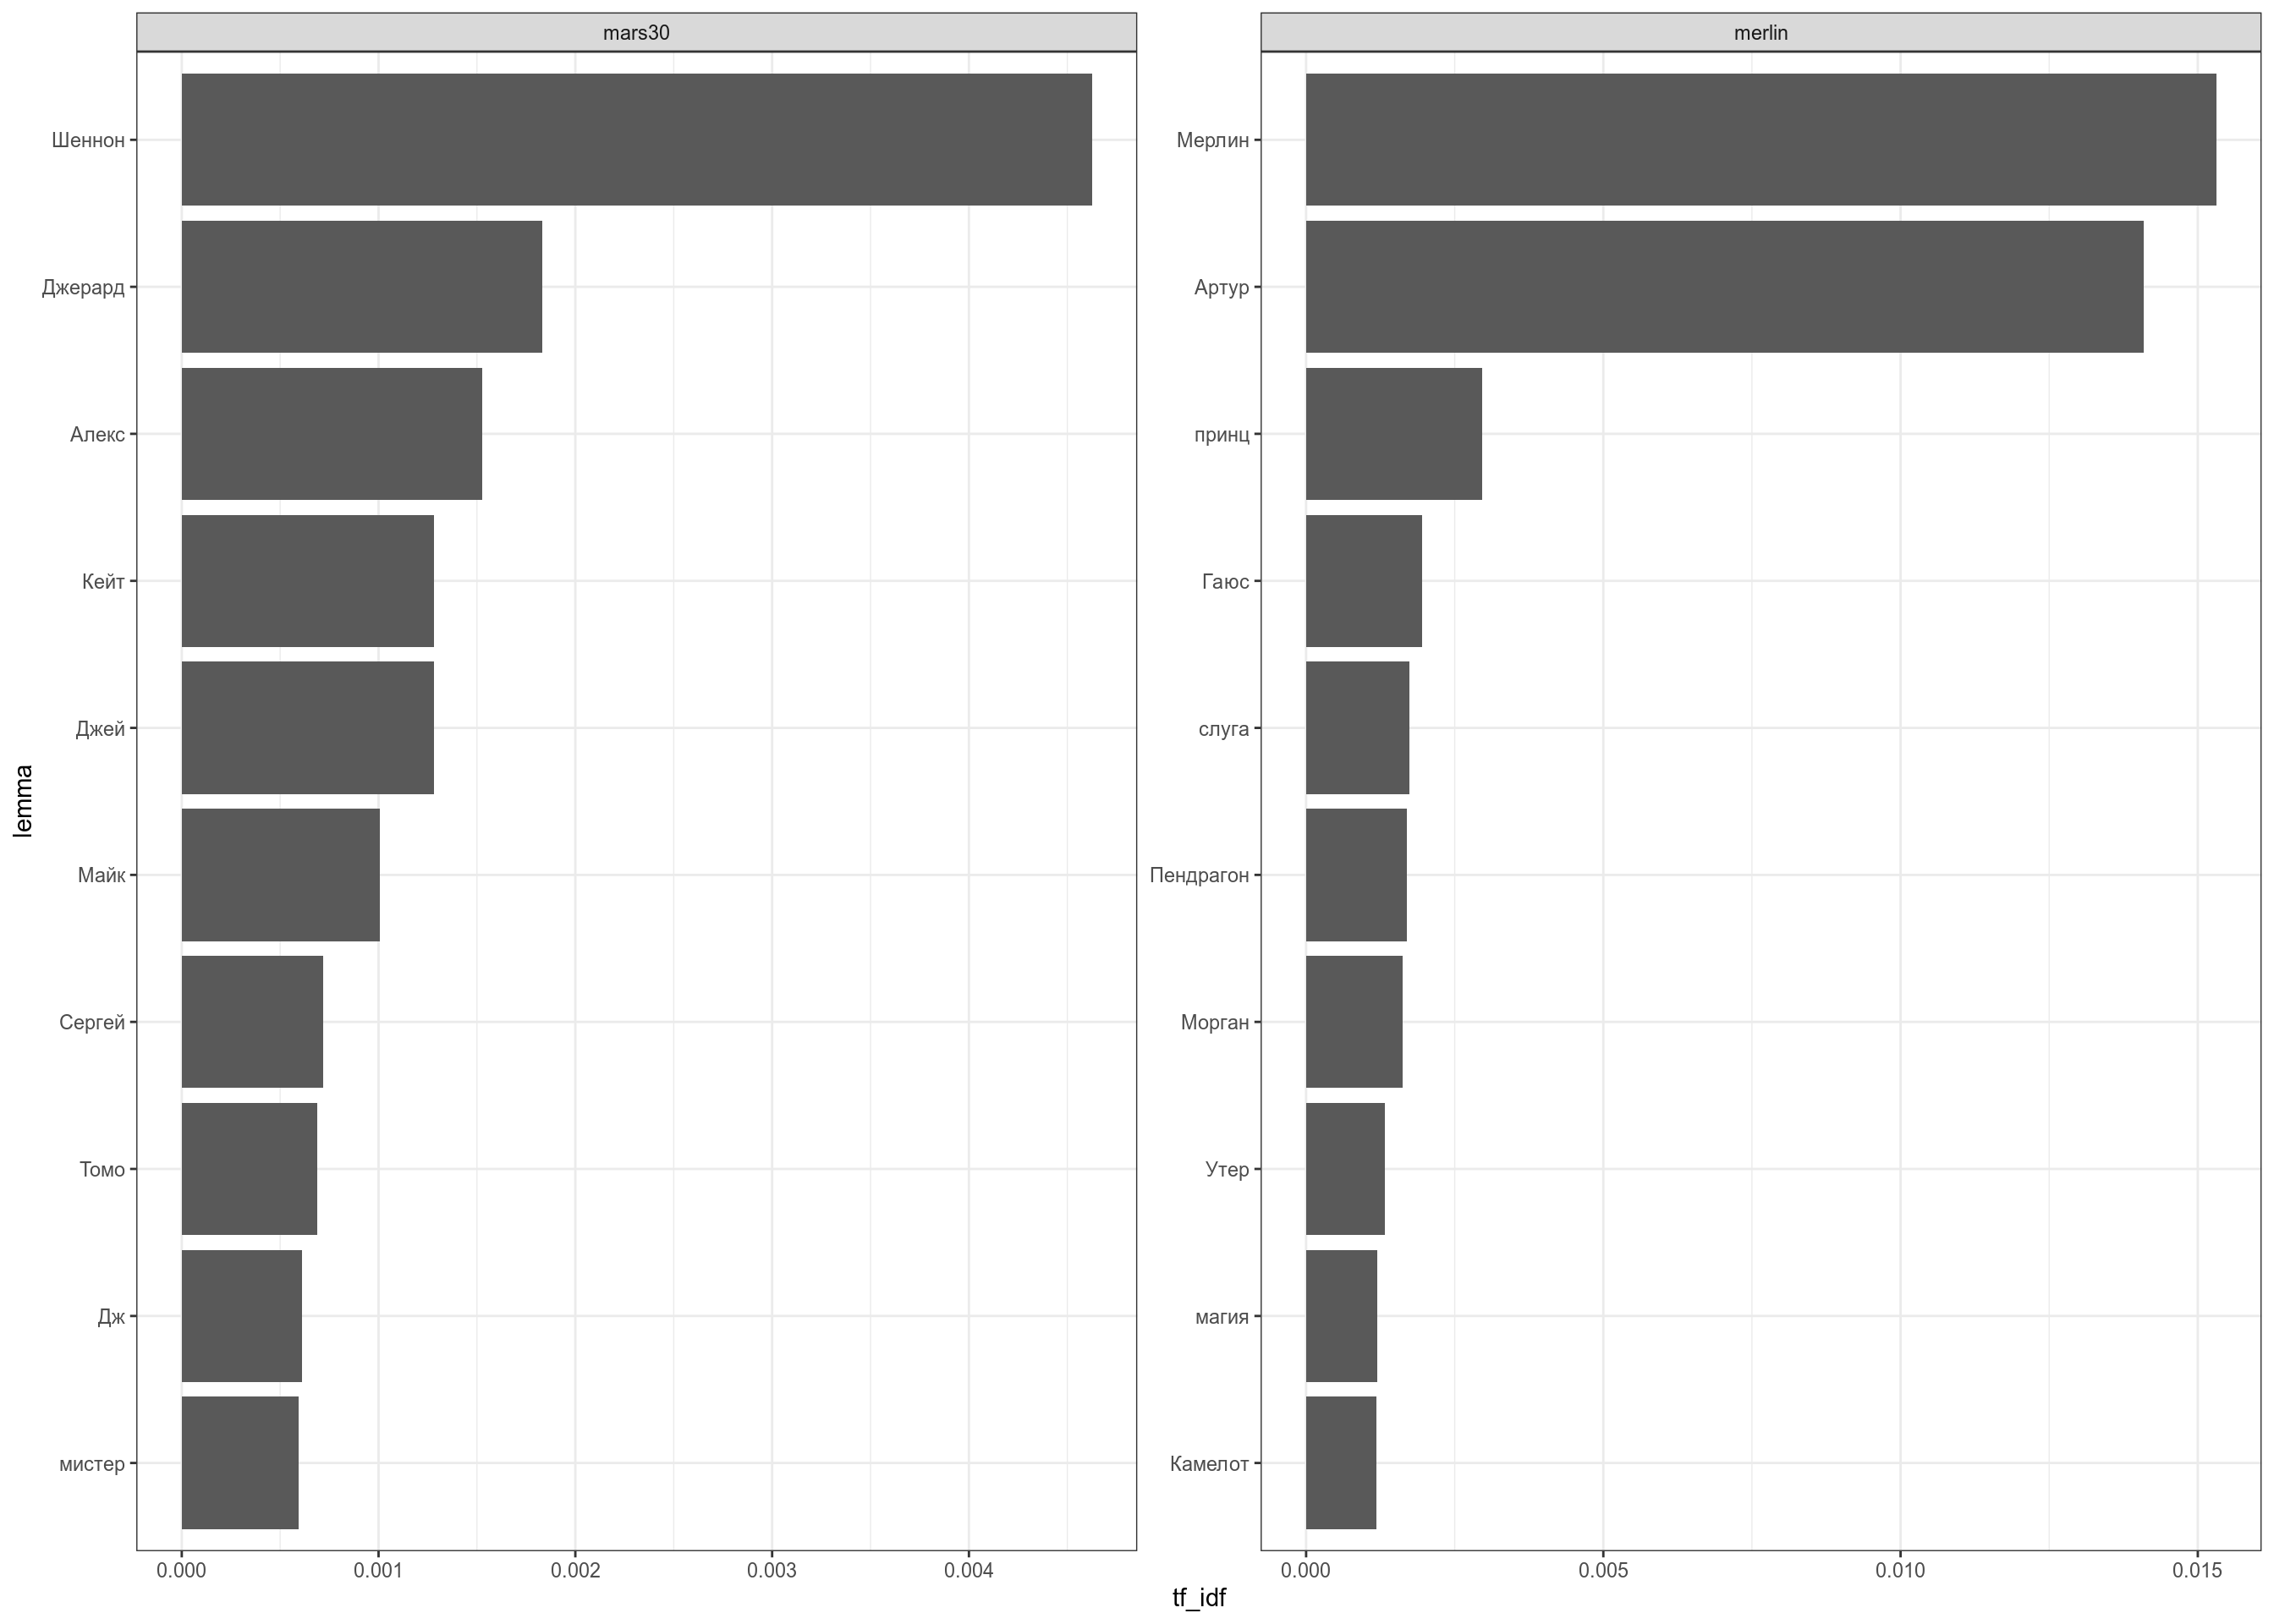 mars30
merlin
Шеннон
Джерард
Алекс
Кейт
Джей
Майк
Сергей
Томо
Дж
мистер
Мерлин
Артур
принц
Гаюс
слуга
Пендрагон
Морган
Утер
магия
Камелот
0.000 0.001 0.002 0.003 0.004
0.000 0.005 0.010 0.015
lemma
tf_idf